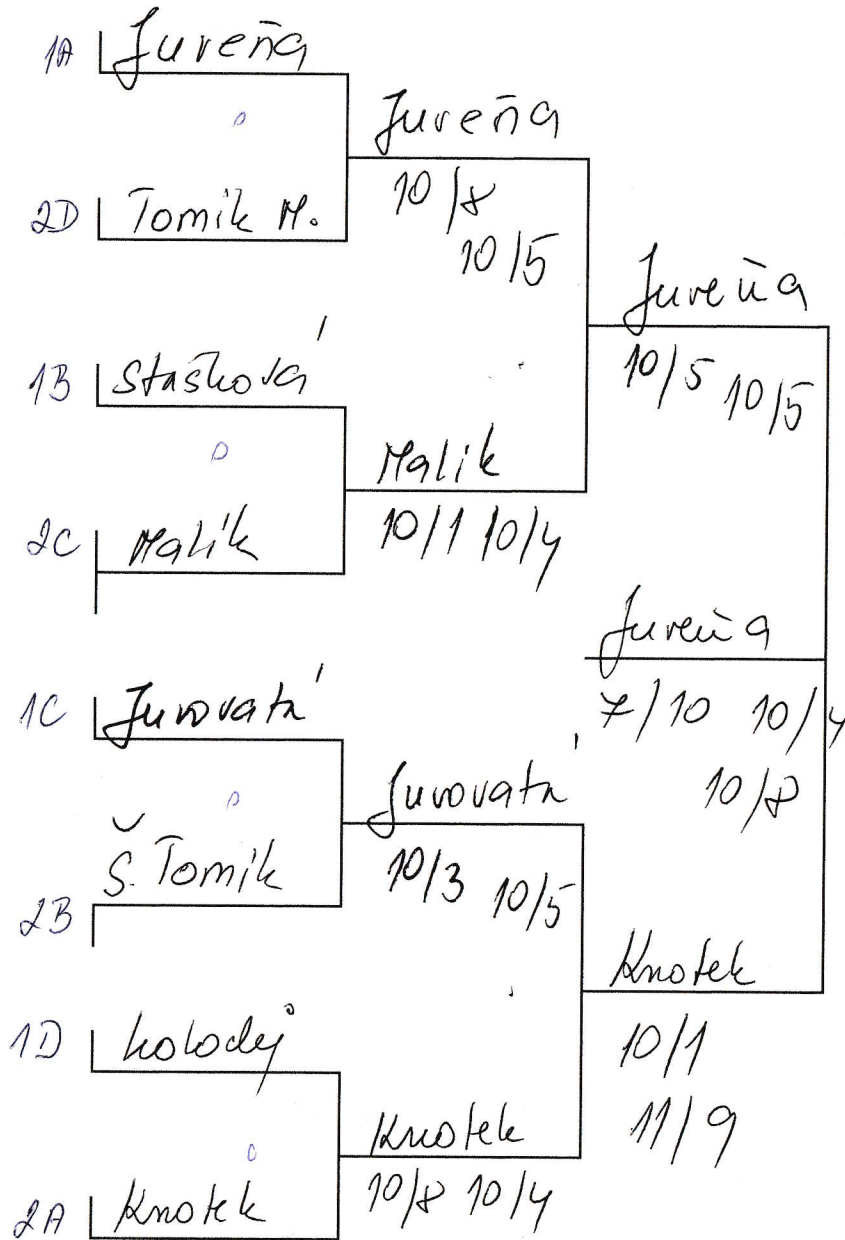 1A Jureňa
Jureňa
10/8
2D Tomik M.
10/5
Jureňa
1B Stašková
10/5 10/5
Malik
2C Malík
10/1 10/4
Jureňa
1C Jurovatá
7/10 10/4
Jurovatá
10/8
Š. Tomik
10/3 10/5
2B
Knotek
1D Kolodej
10/1
Knotek
11/9
10/8 10/4
2A Knotek